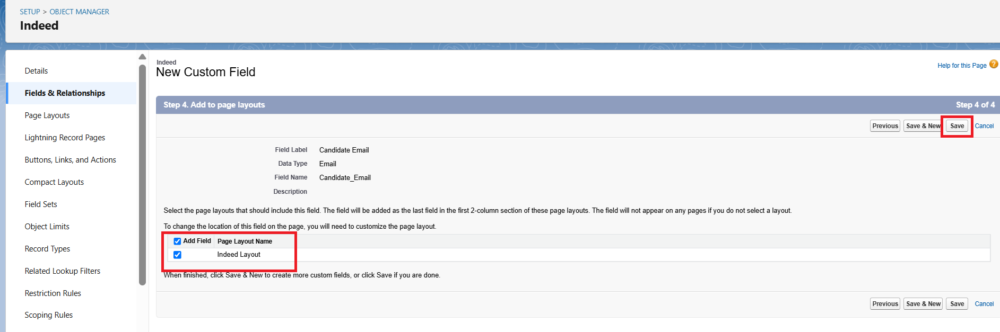 SETUP > OBJECT MANAGER
Indeed
Details
Fields & Relationships
Page Layouts
Lightning Record Pages
Buttons, Links, and Actions
Compact Layouts
Field Sets
Object Limits
Record Types
Related Lookup Filters
Restriction Rules
Scoping Rules
Indeed
New Custom Field
Help for this Page ?
Step 4. Add to page layouts Step 4 of 4
Previous Save & New Save Cancel
Field Label Candidate Email
Data Type Email
Field Name Candidate_Email
Description
Select the page layouts that should include this field. The field will be added as the last field in the first 2-column section of these page layouts. The field will not appear on any pages if you do not select a layout.
To change the location of this field on the page, you will need to customize the page layout.
Add Field Page Layout Name
Indeed Layout
When finished, click Save & New to create more custom fields, or click Save if you are done.
Previous Save & New Save Cancel